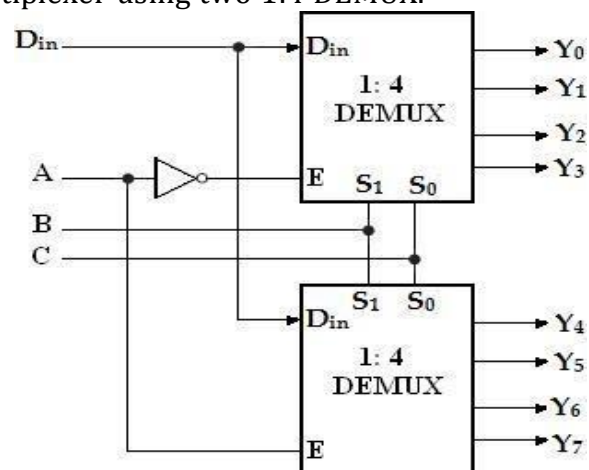 using two 1:4 DEMUX.
Din
Din
Y0
1: 4
Y1
DEMUX
Y2
A
E
S1
S0
Y3
B
C
S1
S0
Din
Y4
1: 4
Y5
DEMUX
Y6
E
Y7